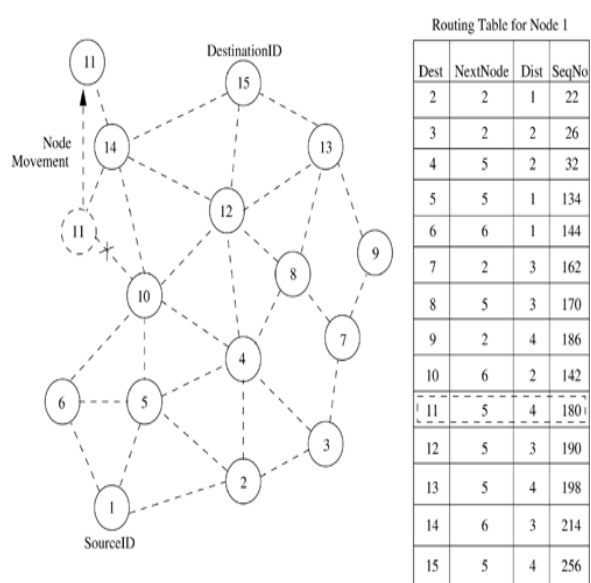 11
DestinationID
15
Node
Movement
14
13
11
12
9
8
10
7
4
6
5
3
2
1
SourceID
Routing Table for Node 1
Dest NextNode Dist SeqNo
2 2 1 22
3 2 2 26
4 5 2 32
5 5 1 134
6 6 1 144
7 2 3 162
8 5 3 170
9 2 4 186
10 6 2 142
11 5 4 180
12 5 3 190
13 5 4 198
14 6 3 214
15 5 4 256